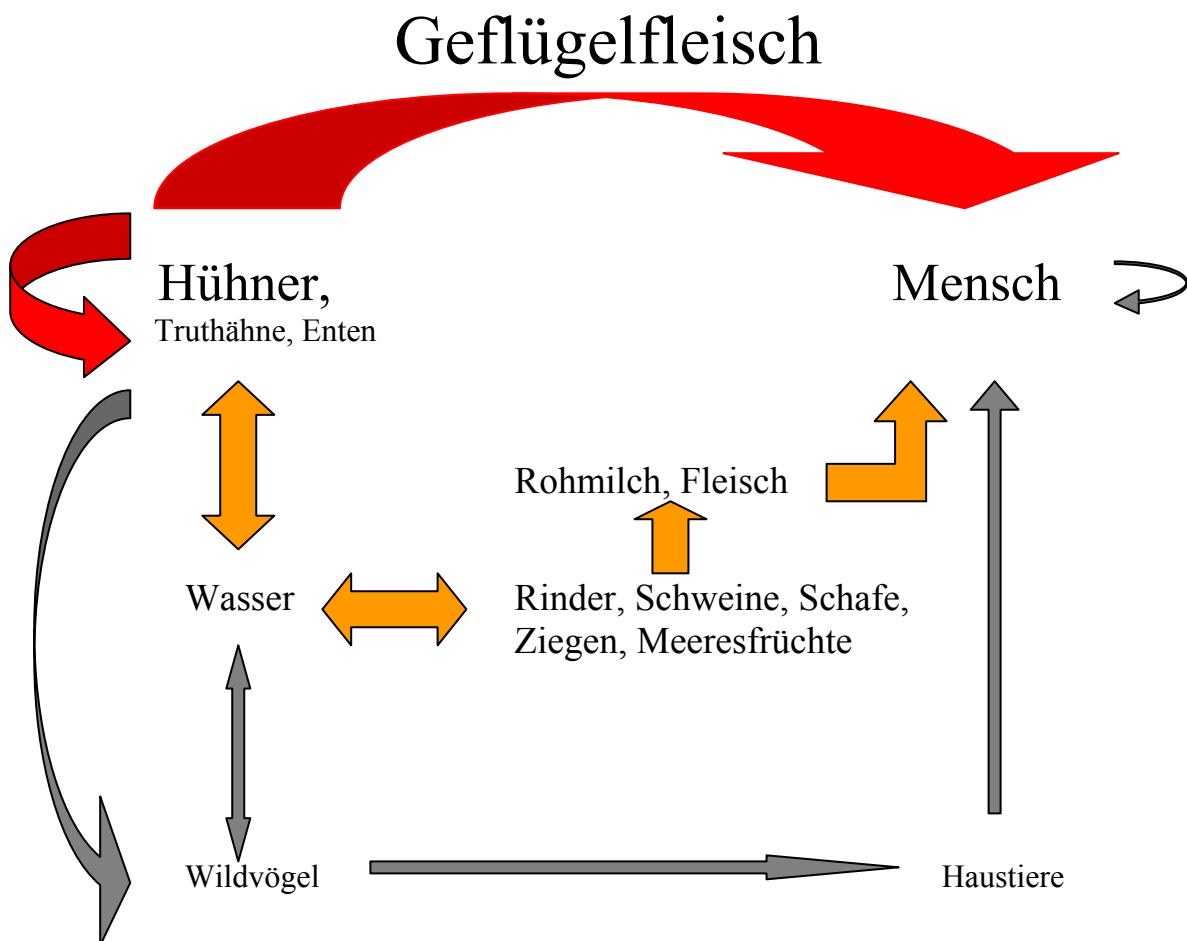 Geflügelfleisch
Hühner,
Truthähne, Enten
Mensch
Rohmilch, Fleisch
Wasser
Rinder, Schweine, Schafe,
Ziegen, Meeresfrüchte
Wildvögel
Haustiere